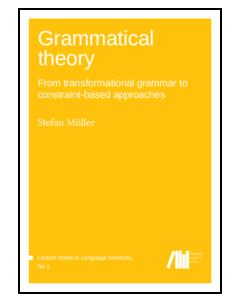 Grammatical
theory
From transformational grammar to
constraint-based approaches
Stefan Müller
Lecture Notes in Language Sciences,
No. 1